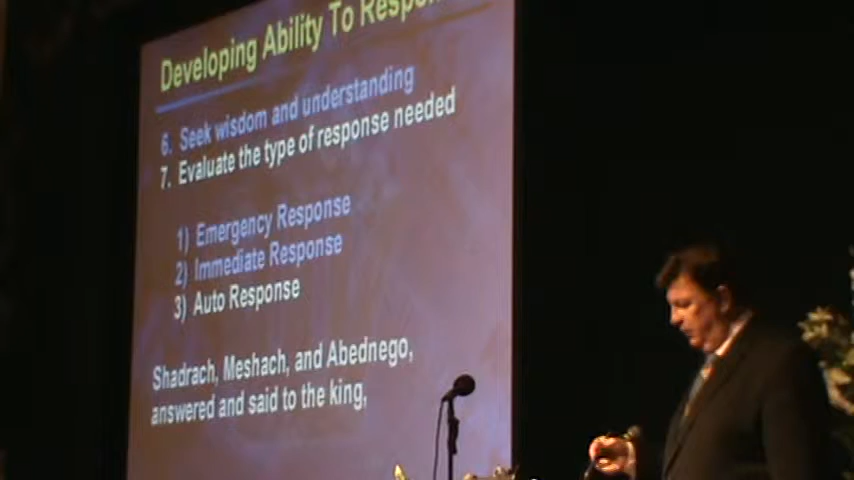 Developing Ability To
6. Seek wisdom and understanding
7. Evaluate the type of response needed
1) Emergency Response
2) Immediate Response
3) Auto Response
Shadrach, Meshach, and Abednego,
answered and said to the king,